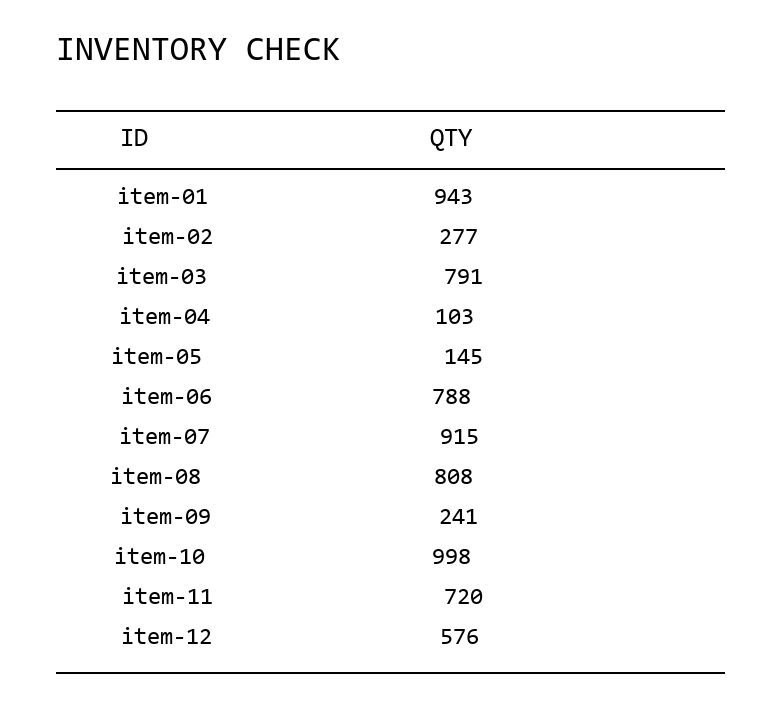 INVENTORY CHECK
ID QTY
item-01 943
item-02 277
item-03 791
item-04 103
item-05 145
item-06 788
item-07 915
item-08 808
item-09 241
item-10 998
item-11 720
item-12 576